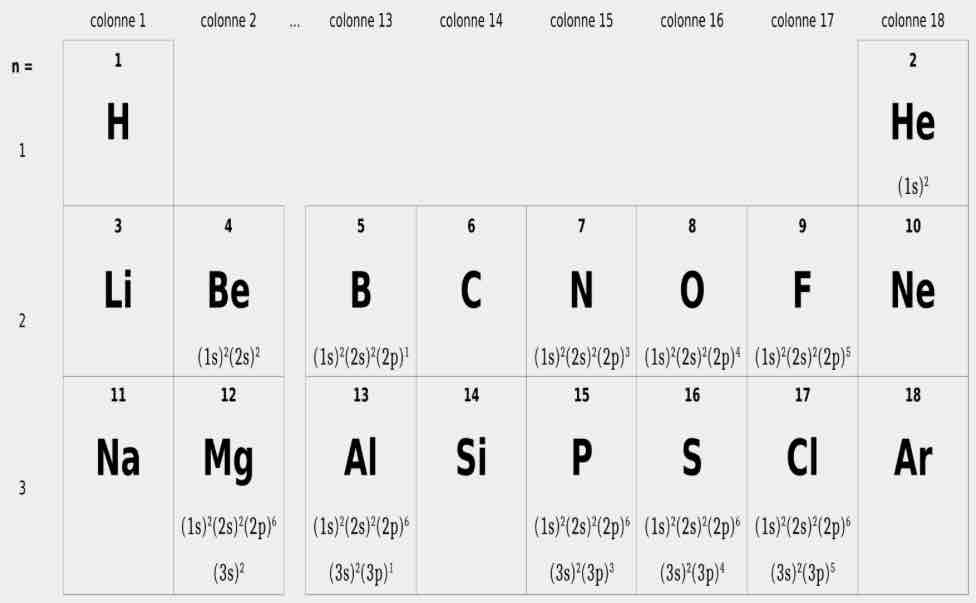 colonne 1 colonne 2 ... colonne 13 colonne 14 colonne 15 colonne 16 colonne 17 colonne 18
n =
1 2
H He
1
(1s)²
3 4 5 6 7 8 9 10
Li Be B C N O F Ne
2
(1s)²(2s)² (1s)²(2s)²(2p)¹ (1s)²(2s)²(2p)³ (1s)²(2s)²(2p)⁴ (1s)²(2s)²(2p)⁵
11 12 13 14 15 16 17 18
Na Mg Al Si P S Cl Ar
3
(1s)²(2s)²(2p)⁶ (1s)²(2s)²(2p)⁶ (1s)²(2s)²(2p)⁶ (1s)²(2s)²(2p)⁶ (1s)²(2s)²(2p)⁶
(3s)² (3s)²(3p)¹ (3s)²(3p)³ (3s)²(3p)⁴ (3s)²(3p)⁵